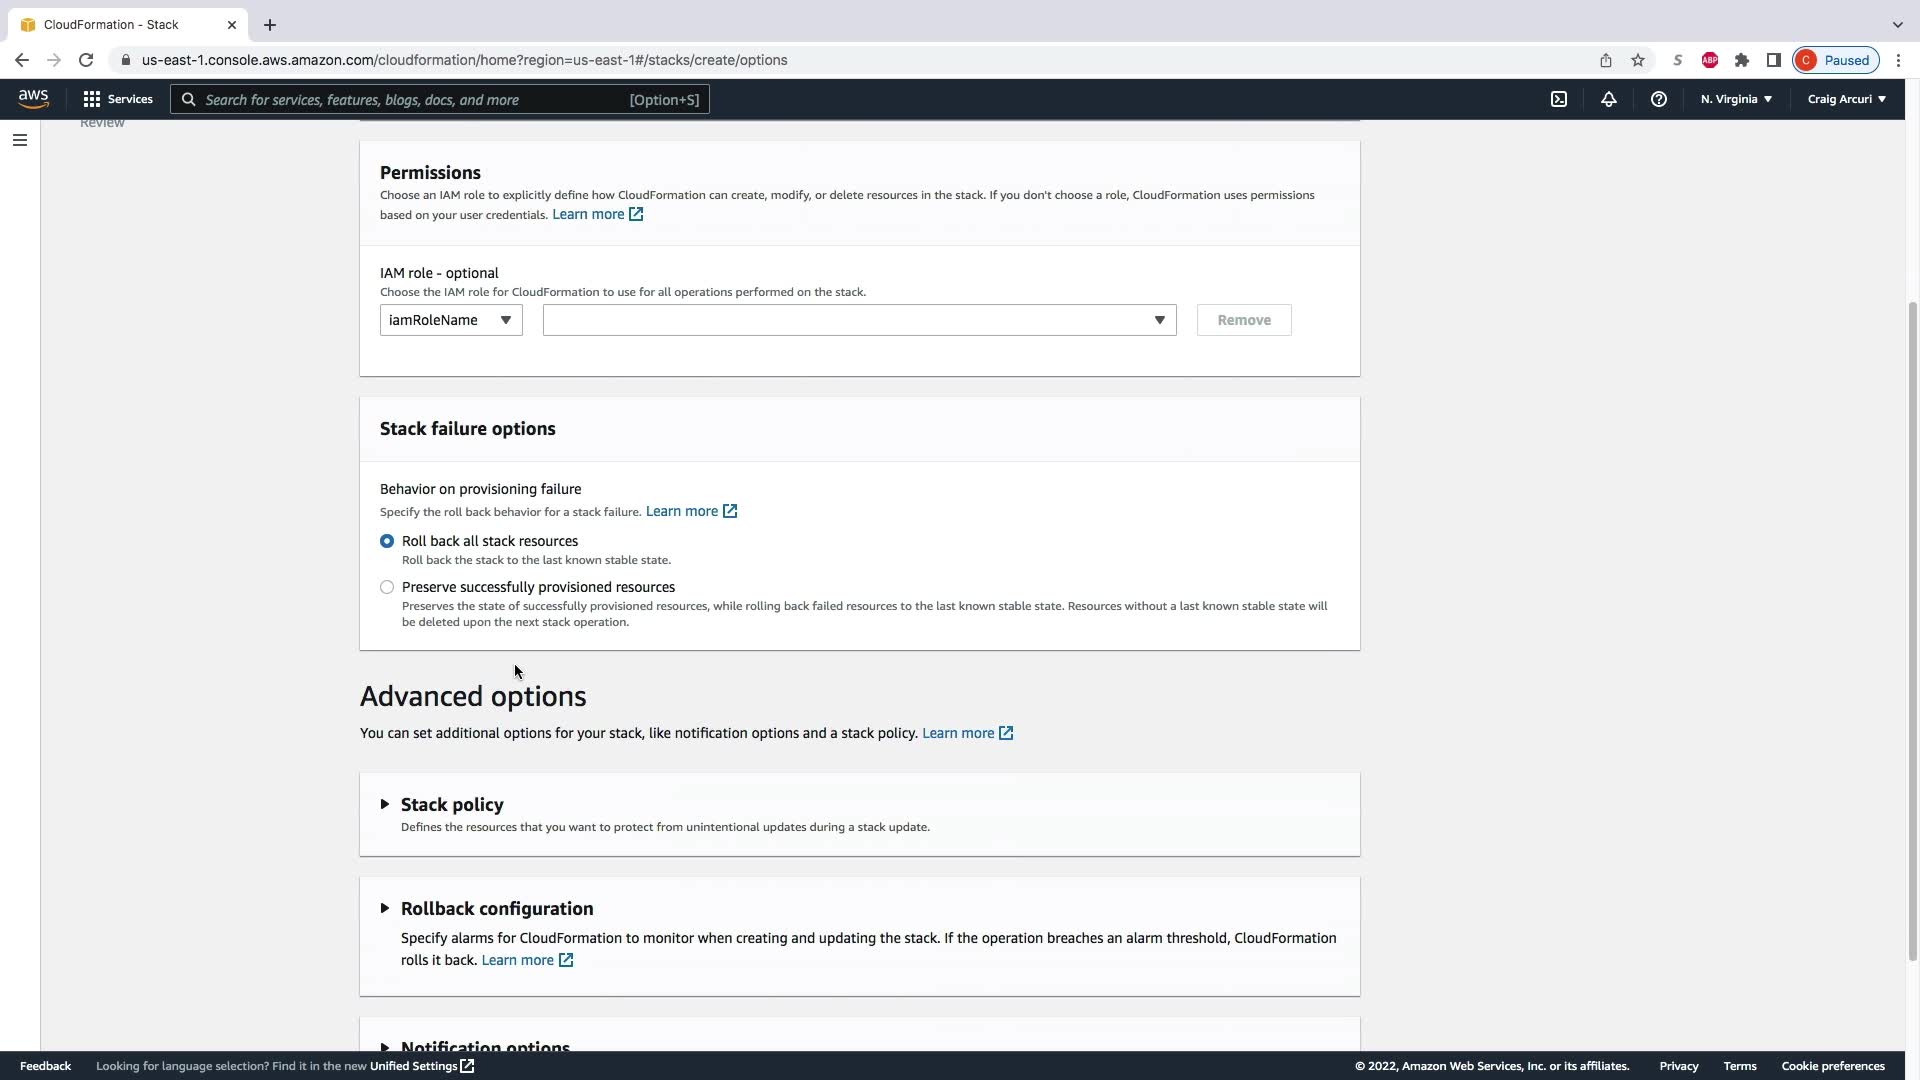 CloudFormation - Stack
us-east-1.console.aws.amazon.com/cloudformation/home?region=us-east-1#/stacks/create/options
S
ABP
C Paused
aws
Services
Search for services, features, blogs, docs, and more [Option+S]
N. Virginia
Craig Arcuri
Review
Permissions
Choose an IAM role to explicitly define how CloudFormation can create, modify, or delete resources in the stack. If you don't choose a role, CloudFormation uses permissions
based on your user credentials. Learn more
IAM role - optional
Choose the IAM role for CloudFormation to use for all operations performed on the stack.
iamRoleName
Remove
Stack failure options
Behavior on provisioning failure
Specify the roll back behavior for a stack failure. Learn more
Roll back all stack resources
Roll back the stack to the last known stable state.
Preserve successfully provisioned resources
Preserves the state of successfully provisioned resources, while rolling back failed resources to the last known stable state. Resources without a last known stable state will
be deleted upon the next stack operation.
Advanced options
You can set additional options for your stack, like notification options and a stack policy. Learn more
Stack policy
Defines the resources that you want to protect from unintentional updates during a stack update.
Rollback configuration
Specify alarms for CloudFormation to monitor when creating and updating the stack. If the operation breaches an alarm threshold, CloudFormation
rolls it back. Learn more
Notification options
Feedback
Looking for language selection? Find it in the new Unified Settings
© 2022, Amazon Web Services, Inc. or its affiliates.
Privacy
Terms
Cookie preferences